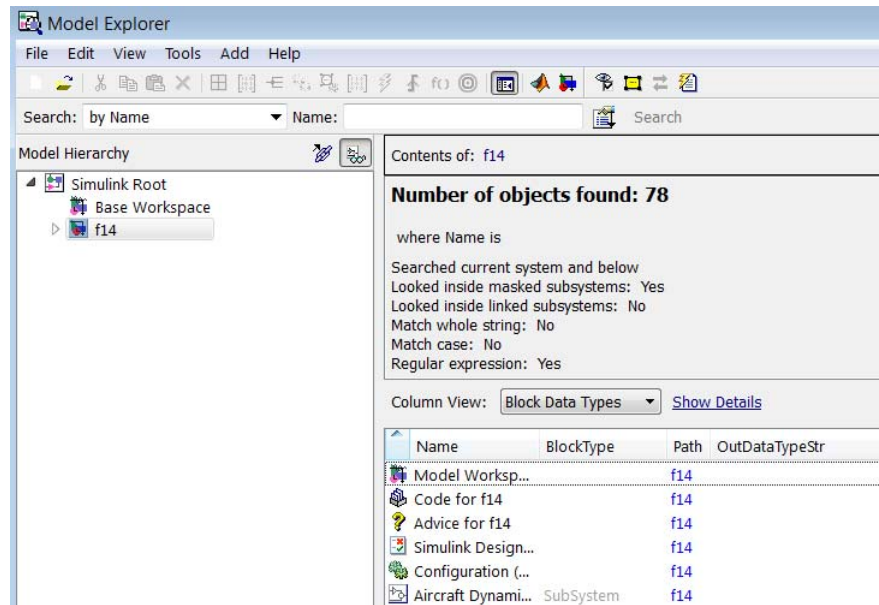 Model Explorer
File Edit View Tools Add Help
Search: by Name Name: Search
Model Hierarchy
Simulink Root
Base Workspace
f14
Contents of: f14
Number of objects found: 78
where Name is
Searched current system and below
Looked inside masked subsystems: Yes
Looked inside linked subsystems: No
Match whole string: No
Match case: No
Regular expression: Yes
Column View: Block Data Types Show Details
Name BlockType Path OutDataTypeStr
Model Worksp... f14
Code for f14 f14
Advice for f14 f14
Simulink Design... f14
Configuration (... f14
Aircraft Dynami... SubSystem f14